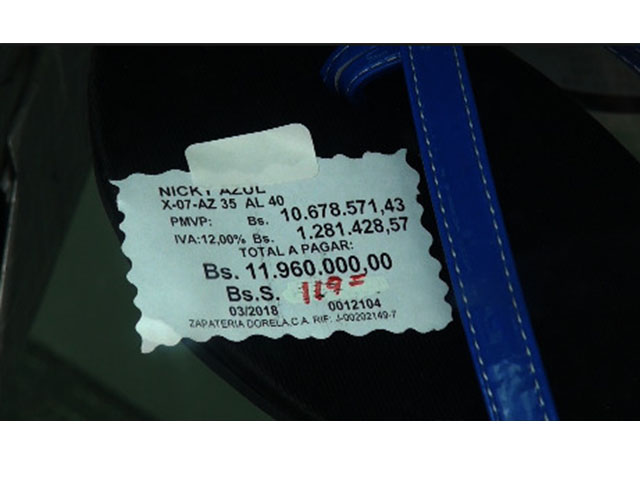 NICKY AZUL
X-07-AZ 35 AL 40
PMVP: Bs. 10.678.571,43
IVA:12,00% Bs. 1.281.428,57
TOTAL A PAGAR:
Bs. 11.960.000,00
Bs.S. 119=
03/2018 0012104
ZAPATERIA DORELA,C.A. RIF: J-00202149-7